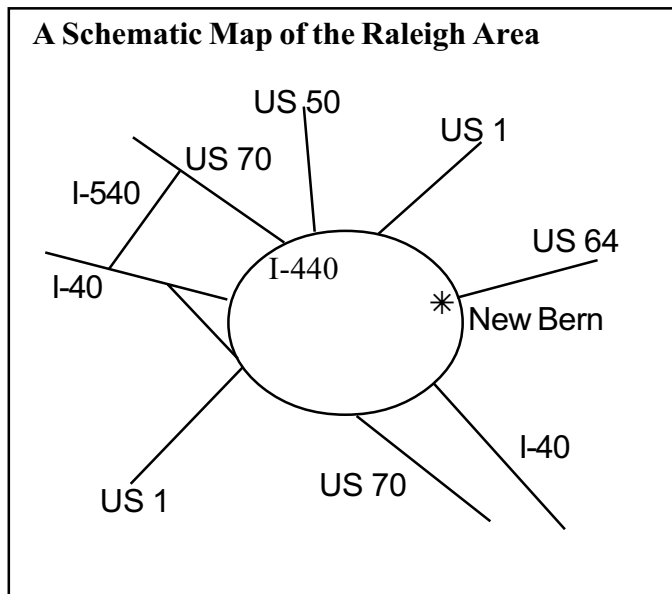 A Schematic Map of the Raleigh Area
US 50
US 1
US 70
I-540
US 64
I-440
I-40
New Bern
I-40
US 70
US 1